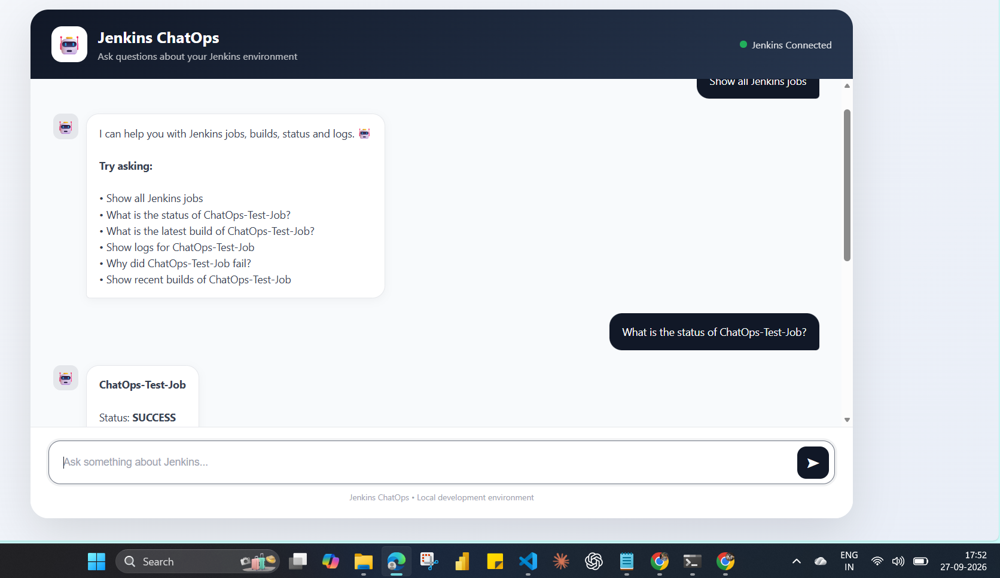 Jenkins ChatOps
Ask questions about your Jenkins environment
Jenkins Connected
Show all Jenkins jobs
I can help you with Jenkins jobs, builds, status and logs.
Try asking:
• Show all Jenkins jobs
• What is the status of ChatOps-Test-Job?
• What is the latest build of ChatOps-Test-Job?
• Show logs for ChatOps-Test-Job
• Why did ChatOps-Test-Job fail?
• Show recent builds of ChatOps-Test-Job
What is the status of ChatOps-Test-Job?
ChatOps-Test-Job
Status: SUCCESS
Ask something about Jenkins...
Jenkins ChatOps • Local development environment
Search
ENG
IN
17:52
27-09-2026